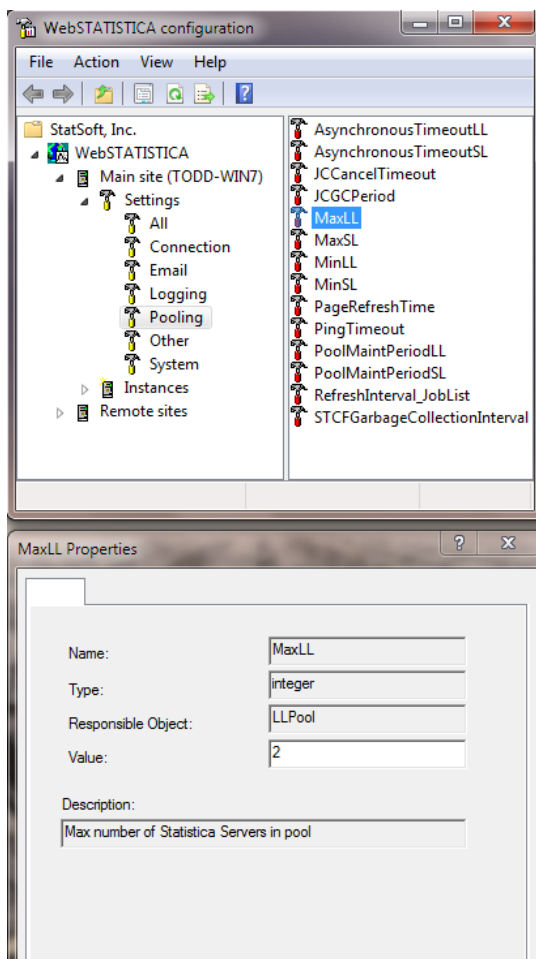 WebSTATISTICA configuration
File Action View Help
StatSoft, Inc.
WebSTATISTICA
Main site (TODD-WIN7)
Settings
All
Connection
Email
Logging
Pooling
Other
System
Instances
Remote sites
AsynchronousTimeoutLL
AsynchronousTimeoutSL
JCCancelTimeout
JCGCPeriod
MaxLL
MaxSL
MinLL
MinSL
PageRefreshTime
PingTimeout
PoolMaintPeriodLL
PoolMaintPeriodSL
RefreshInterval_JobList
STCFGarbageCollectionInterval
MaxLL Properties
Name: MaxLL
Type: integer
Responsible Object: LLPool
Value: 2
Description:
Max number of Statistica Servers in pool